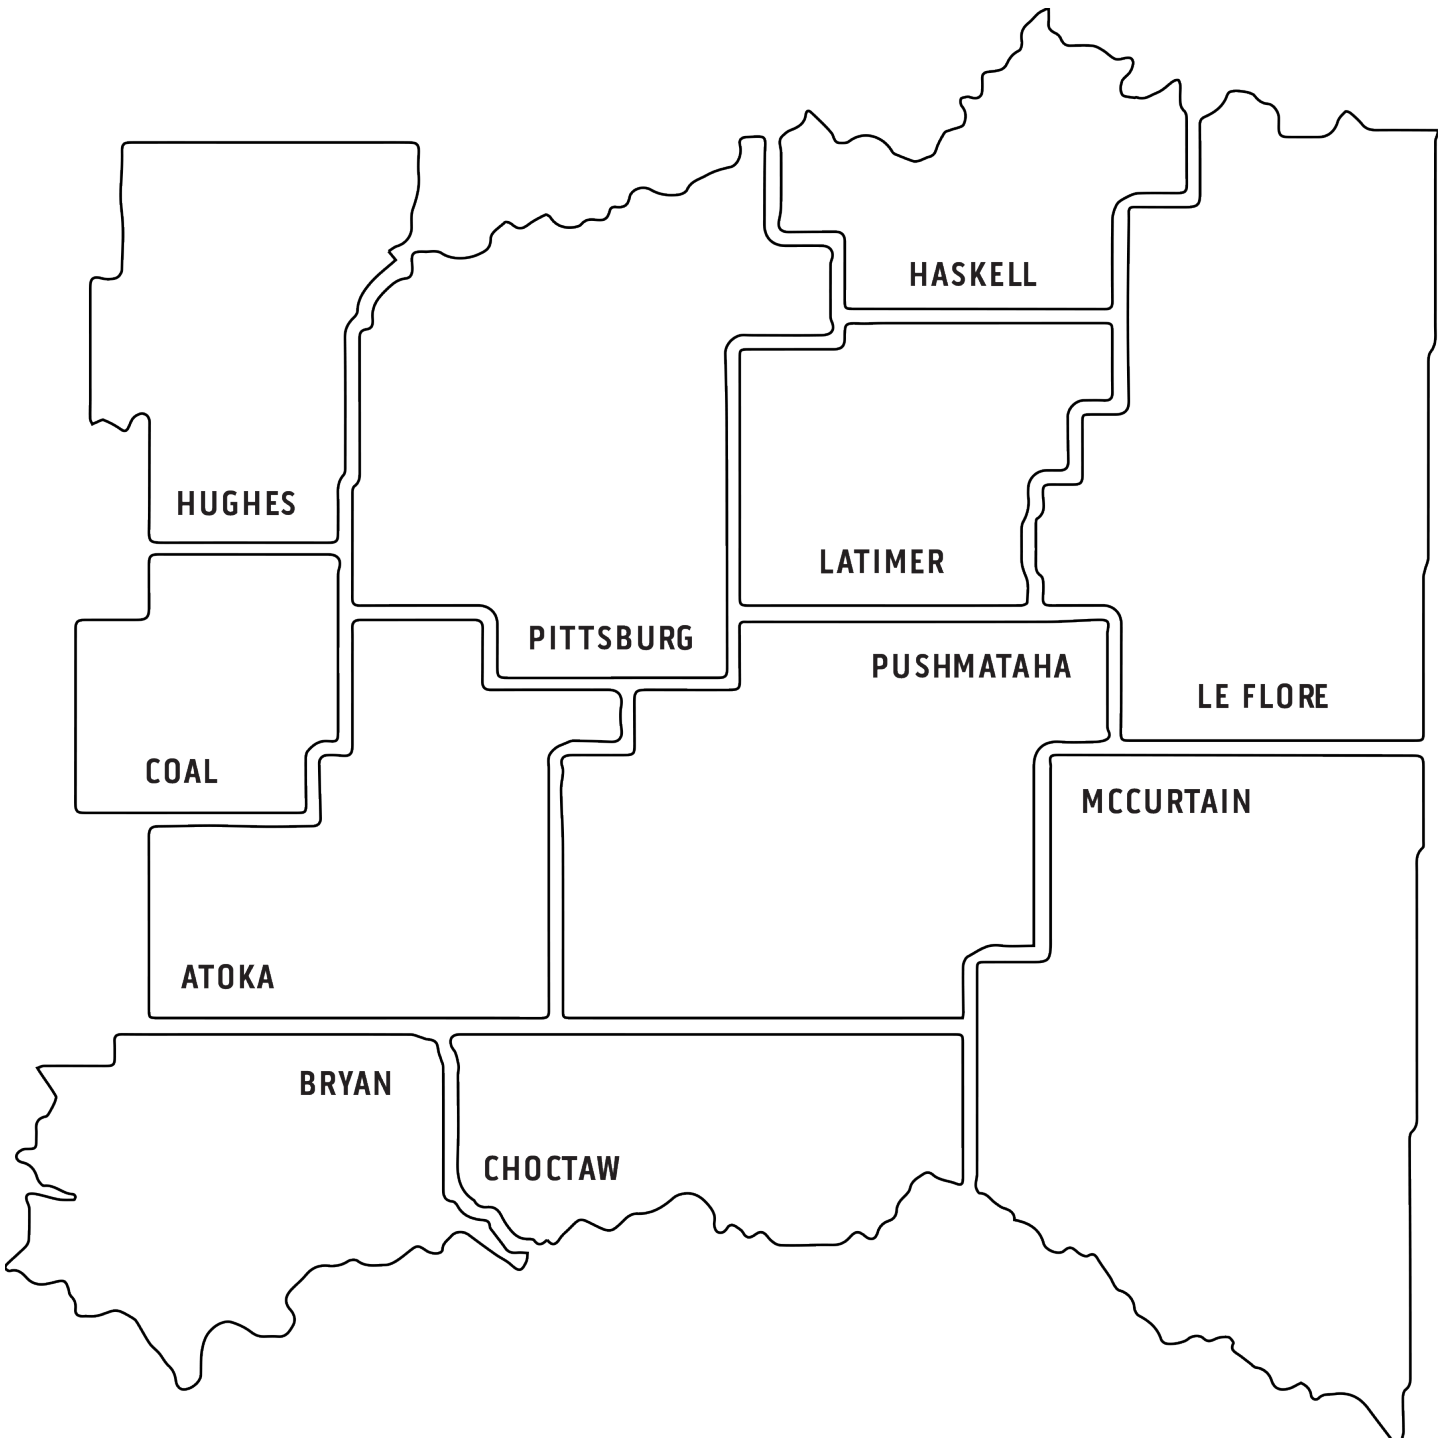 HASKELL
HUGHES
LATIMER
PITTSBURG
PUSHMATAHA
LE FLORE
COAL
MCCURTAIN
ATOKA
BRYAN
CHOCTAW